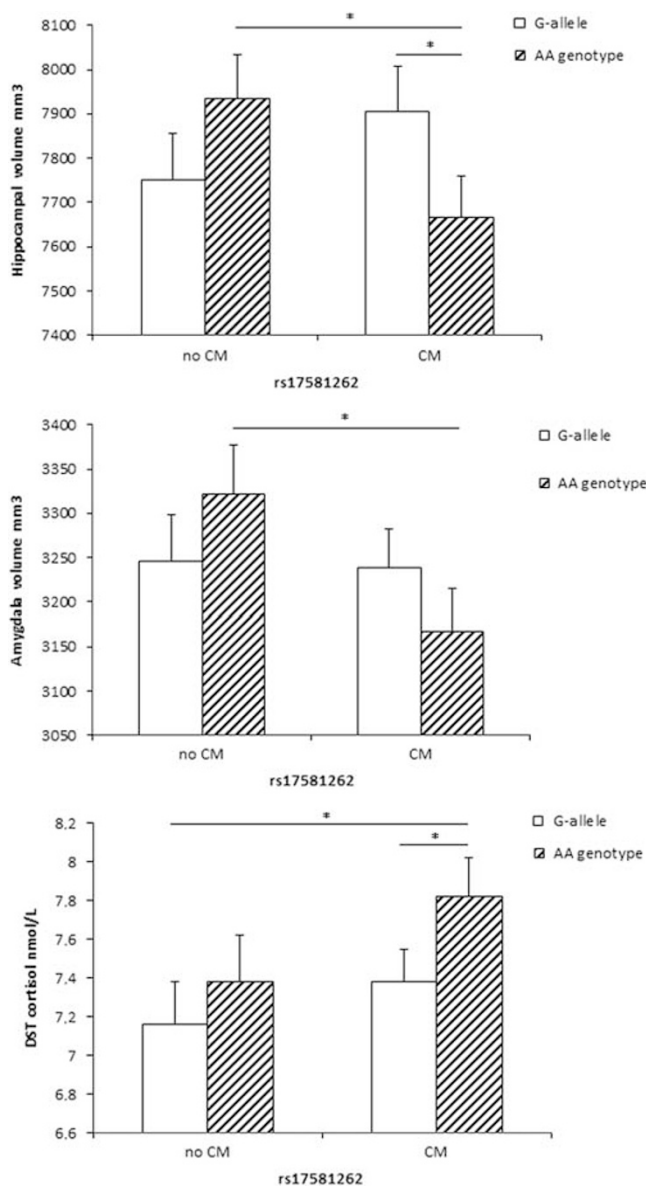 8100
8000
7900
7800
7700
7600
7500
7400
Hippocampal volume mm3
*
*
G-allele
AA genotype
no CM
CM
rs17581262
3400
3350
3300
3250
3200
3150
3100
3050
Amygdala volume mm3
*
G-allele
AA genotype
no CM
CM
rs17581262
8,2
8
7,8
7,6
7,4
7,2
7
6,8
6,6
DST cortisol nmol/L
*
*
G-allele
AA genotype
no CM
CM
rs17581262